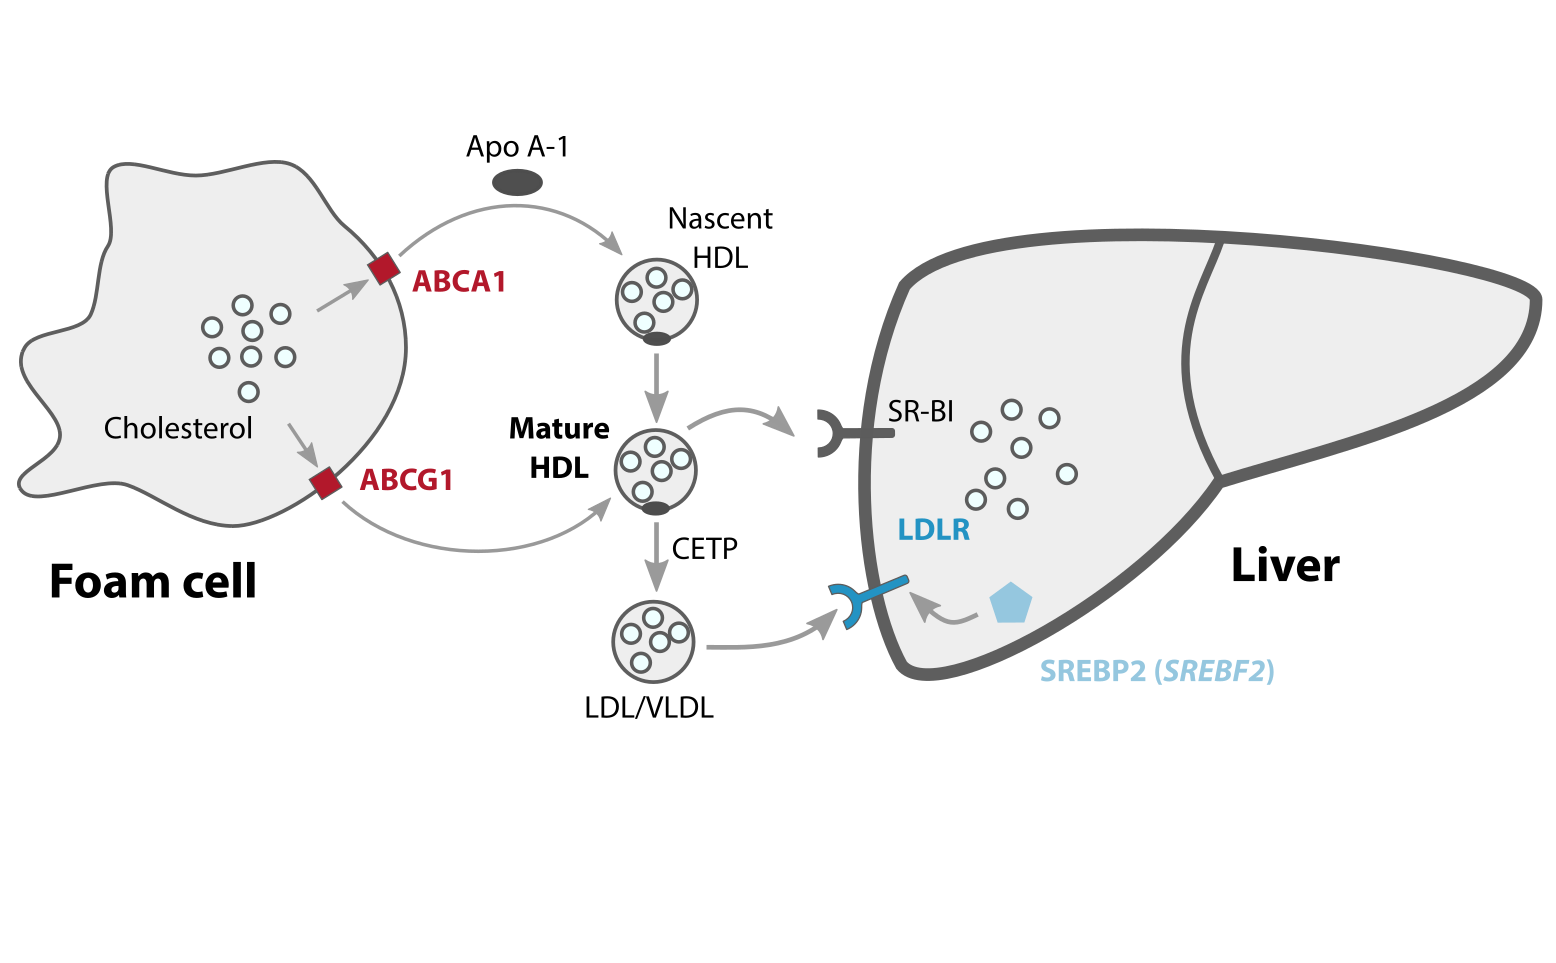 Apo A-1
Nascent
HDL
ABCA1
Cholesterol
ABCG1
Foam cell
Mature
HDL
CETP
LDL/VLDL
SR-BI
LDLR
Liver
SREBP2 (SREBF2)